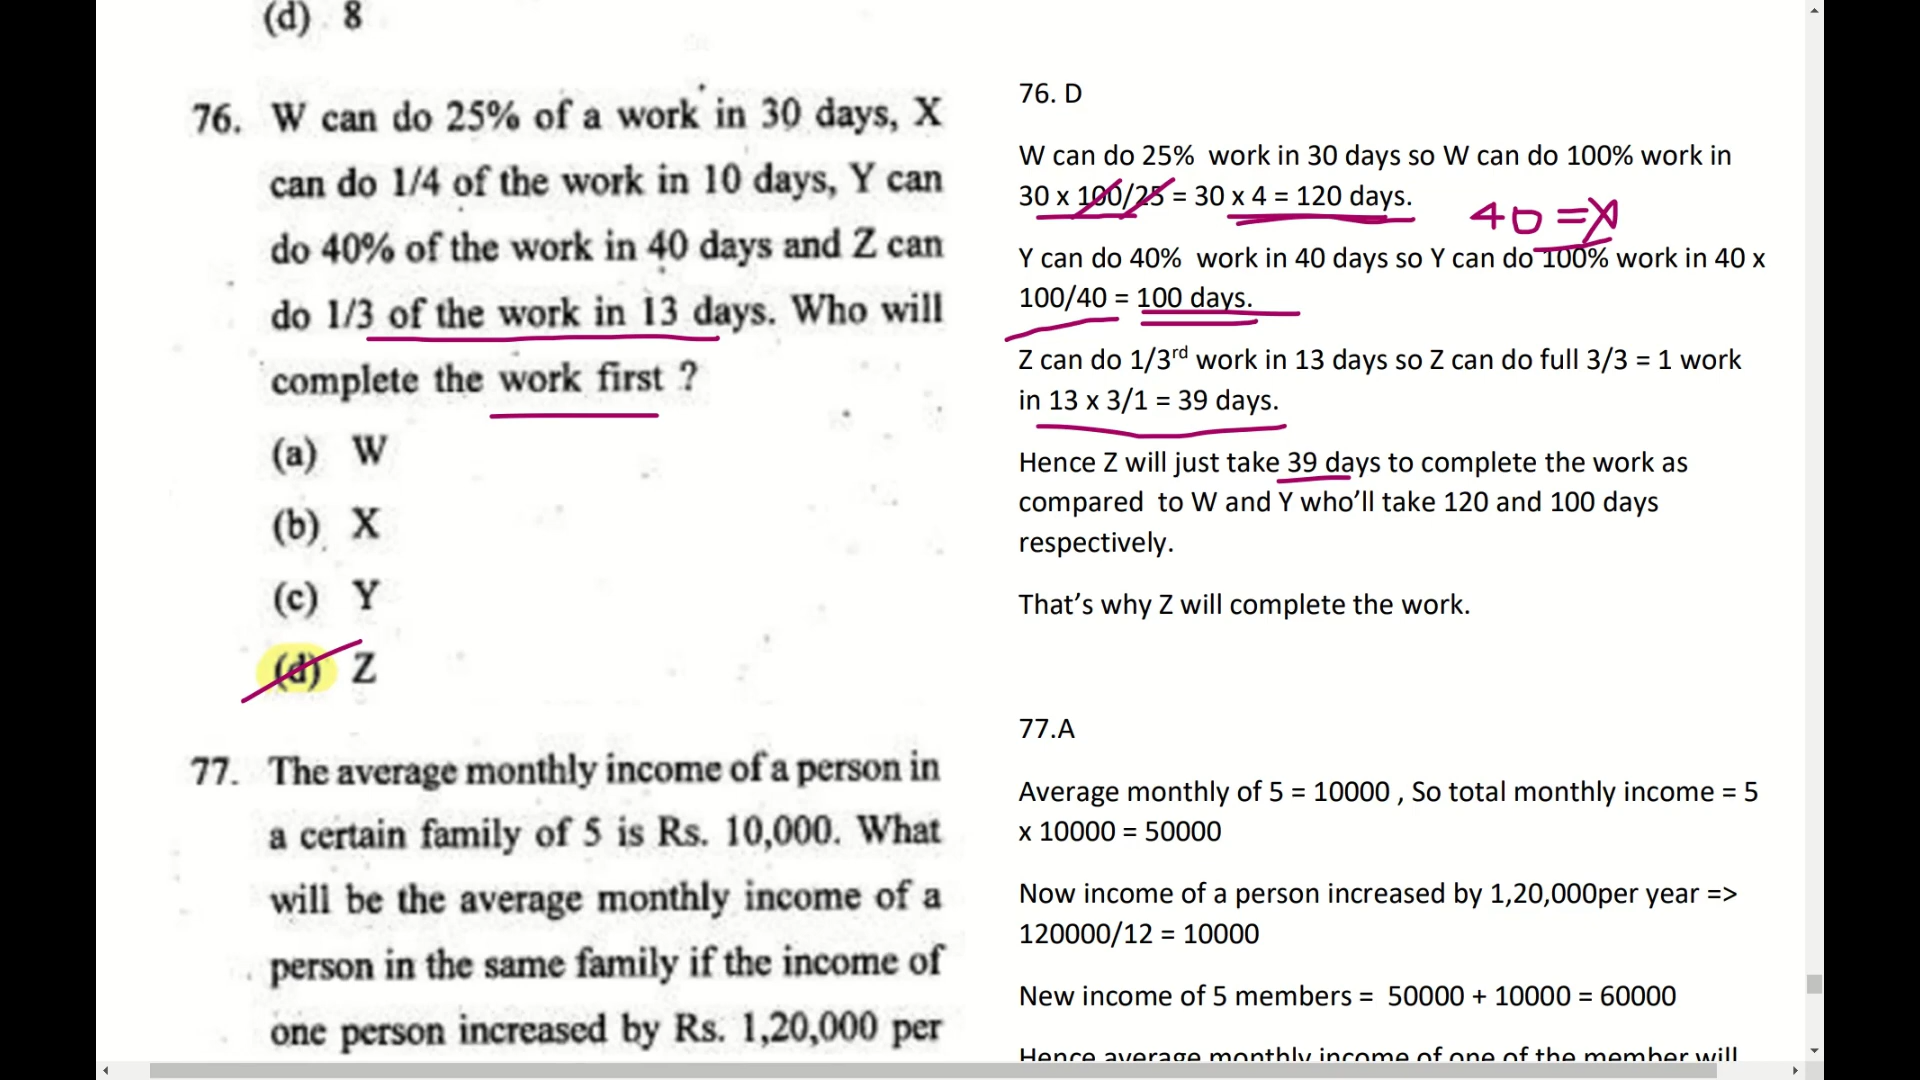 (d) 8
76. W can do 25% of a work in 30 days, X
can do 1/4 of the work in 10 days, Y can
do 40% of the work in 40 days and Z can
do 1/3 of the work in 13 days. Who will
complete the work first ?
(a) W
(b) X
(c) Y
(d) Z
77. The average monthly income of a person in
a certain family of 5 is Rs. 10,000. What
will be the average monthly income of a
person in the same family if the income of
one person increased by Rs. 1,20,000 per
76. D
W can do 25% work in 30 days so W can do 100% work in
30 x 100/25 = 30 x 4 = 120 days.
40 = X
Y can do 40% work in 40 days so Y can do 100% work in 40 x
100/40 = 100 days.
Z can do 1/3rd work in 13 days so Z can do full 3/3 = 1 work
in 13 x 3/1 = 39 days.
Hence Z will just take 39 days to complete the work as
compared to W and Y who’ll take 120 and 100 days
respectively.
That’s why Z will complete the work.
77.A
Average monthly of 5 = 10000 , So total monthly income = 5
x 10000 = 50000
Now income of a person increased by 1,20,000per year =>
120000/12 = 10000
New income of 5 members = 50000 + 10000 = 60000
Hence average monthly income of one of the member will